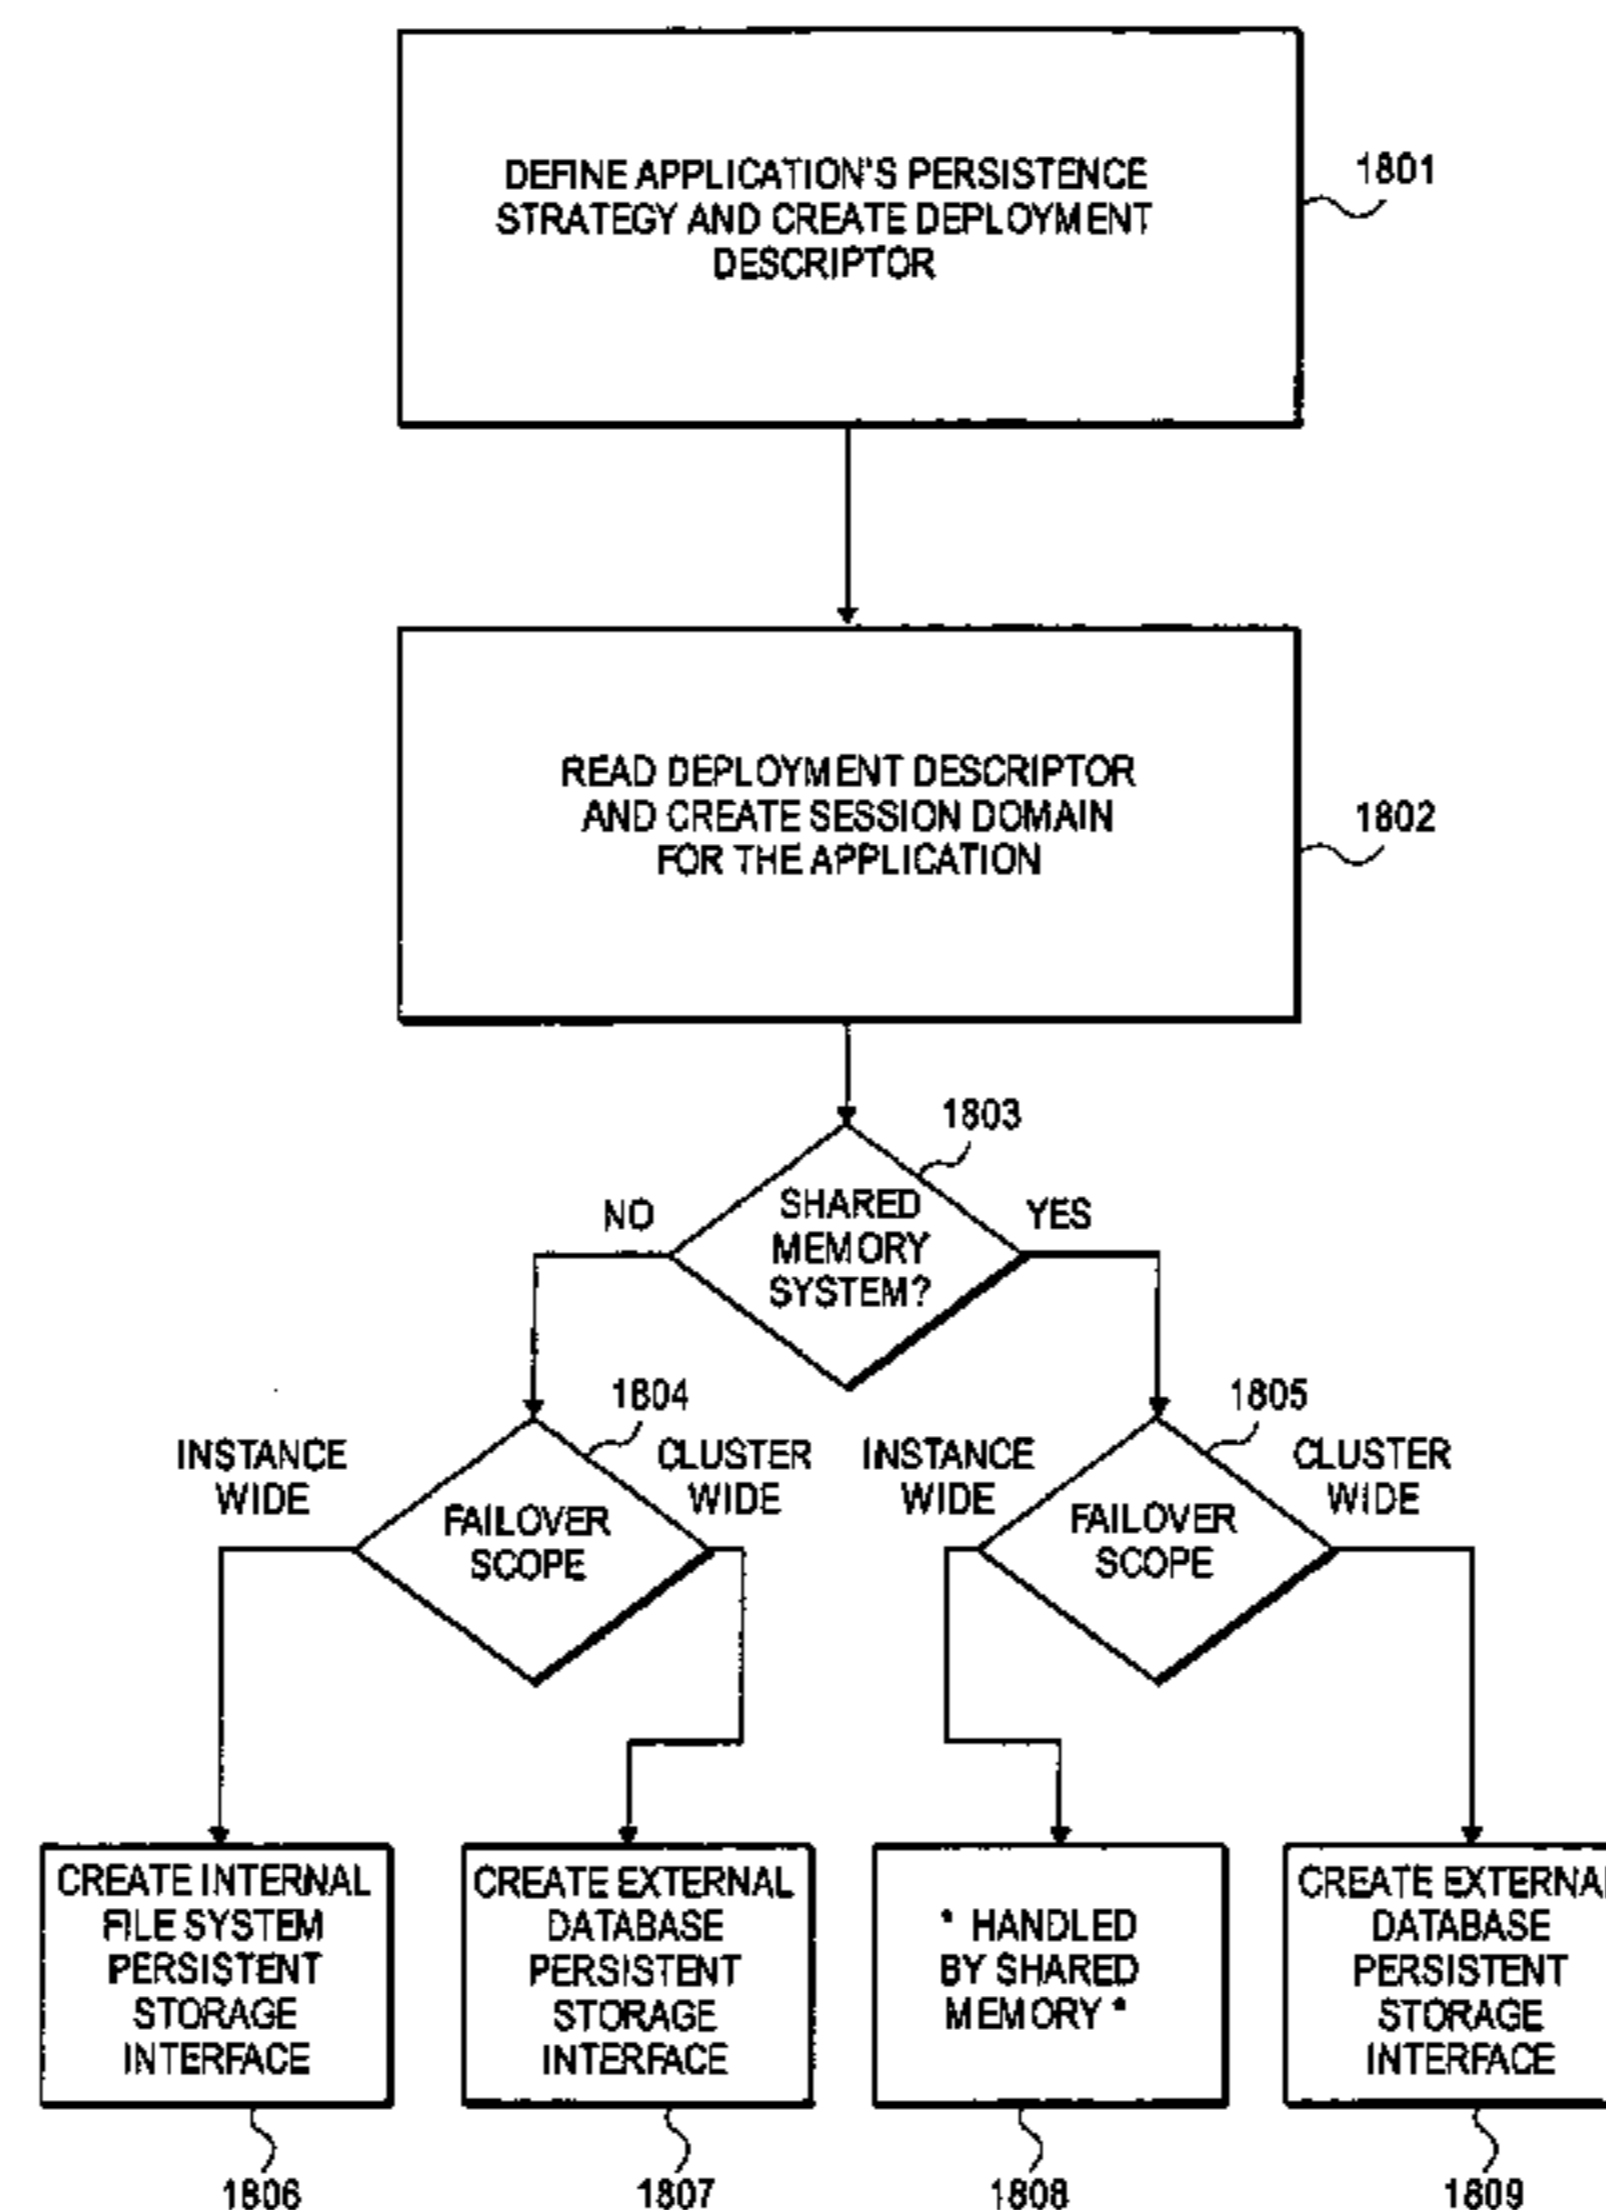 DEFINE APPLICATION'S PERSISTENCE
STRATEGY AND CREATE DEPLOYMENT
DESCRIPTOR
1801
READ DEPLOYMENT DESCRIPTOR
AND CREATE SESSION DOMAIN
FOR THE APPLICATION
1802
1803
NO
SHARED
MEMORY
SYSTEM?
YES
1804
INSTANCE
WIDE
FAILOVER
SCOPE
CLUSTER
WIDE
1805
INSTANCE
WIDE
FAILOVER
SCOPE
CLUSTER
WIDE
CREATE INTERNAL
FILE SYSTEM
PERSISTENT
STORAGE
INTERFACE
1806
CREATE EXTERNAL
DATABASE
PERSISTENT
STORAGE
INTERFACE
1807
* HANDLED
BY SHARED
MEMORY *
1808
CREATE EXTERNAL
DATABASE
PERSISTENT
STORAGE
INTERFACE
1809